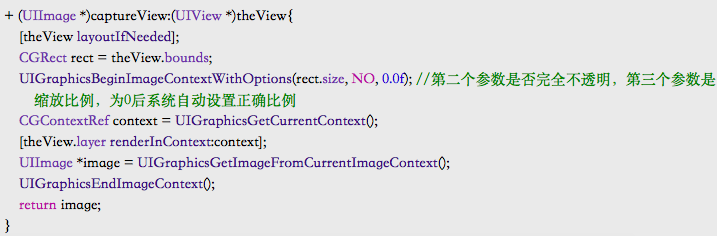 + (UIImage *)captureView:(UIView *)theView{
[theView layoutIfNeeded];
CGRect rect = theView.bounds;
UIGraphicsBeginImageContextWithOptions(rect.size, NO, 0.0f); //第二个参数是否完全不透明，第三个参数是
缩放比例，为0后系统自动设置正确比例
CGContextRef context = UIGraphicsGetCurrentContext();
[theView.layer renderInContext:context];
UIImage *image = UIGraphicsGetImageFromCurrentImageContext();
UIGraphicsEndImageContext();
return image;
}